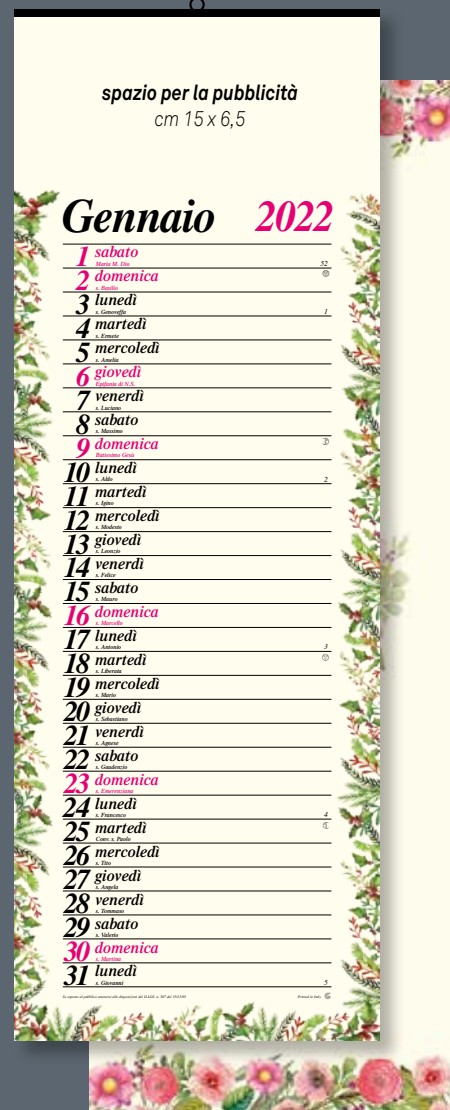 spazio per la pubblicità
cm 15 x 6,5
Gennaio 2022
1 sabato
Maria M. Dio 52
2 domenica
s. Basilio
3 lunedì
s. Genoveffa 1
4 martedì
s. Ermete
5 mercoledì
s. Amelia
6 giovedì
Epifania di N.S.
7 venerdì
s. Luciano
8 sabato
s. Massimo
9 domenica
Battesimo Gesù
10 lunedì
s. Aldo 2
11 martedì
s. Igino
12 mercoledì
s. Modesto
13 giovedì
s. Leonzio
14 venerdì
s. Felice
15 sabato
s. Mauro
16 domenica
s. Marcello
17 lunedì
s. Antonio 3
18 martedì
s. Liberata
19 mercoledì
s. Mario
20 giovedì
s. Sebastiano
21 venerdì
s. Agnese
22 sabato
s. Gaudenzio
23 domenica
s. Emerenziana
24 lunedì
s. Francesco 4
25 martedì
Conv. s. Paolo
26 mercoledì
s. Tito
27 giovedì
s. Angela
28 venerdì
s. Tommaso
29 sabato
s. Valerio
30 domenica
s. Martina
31 lunedì
s. Giovanni 5
Printed in Italy